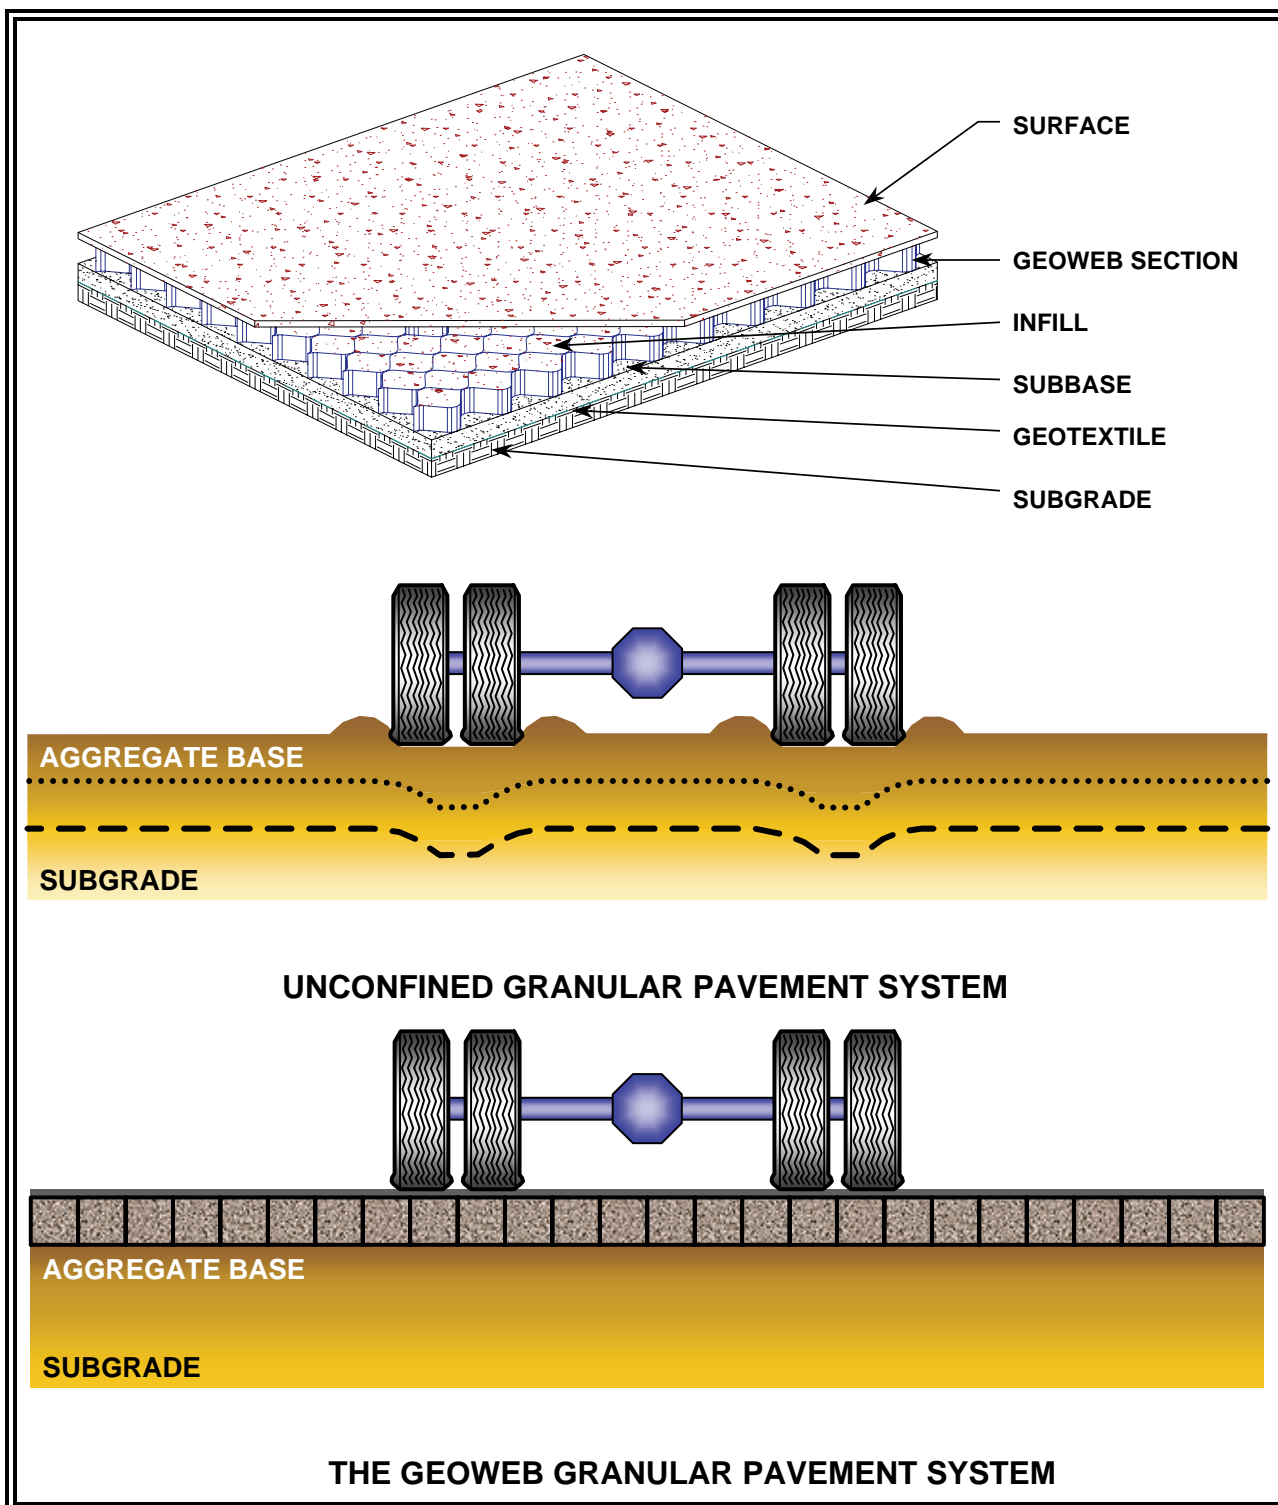 SURFACE
GEOWEB SECTION
INFILL
SUBBASE
GEOTEXTILE
SUBGRADE
AGGREGATE BASE
SUBGRADE
UNCONFINED GRANULAR PAVEMENT SYSTEM
AGGREGATE BASE
SUBGRADE
THE GEOWEB GRANULAR PAVEMENT SYSTEM